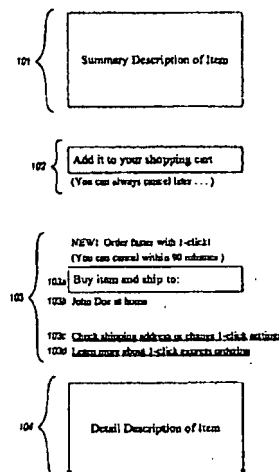 101
Summary Description of Item
102
Add it to your shopping cart
(You can always cancel later . . .)
NEW! Order faster with 1-click!
(You can cancel within 90 minutes)
103
103a
Buy item and ship to:
103b John Doe at home
103c Check shipping address or change 1-click settings
103d Learn more about 1-click express ordering
104
Detail Description of Item